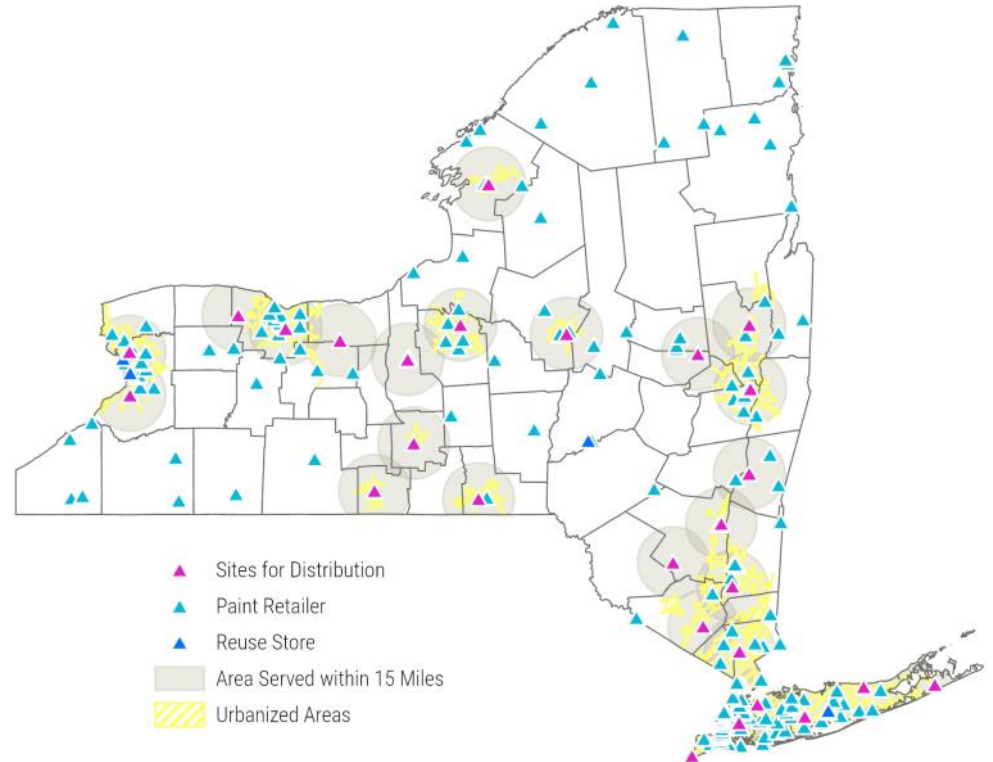 Sites for Distribution
Paint Retailer
Reuse Store
Area Served within 15 Miles
Urbanized Areas